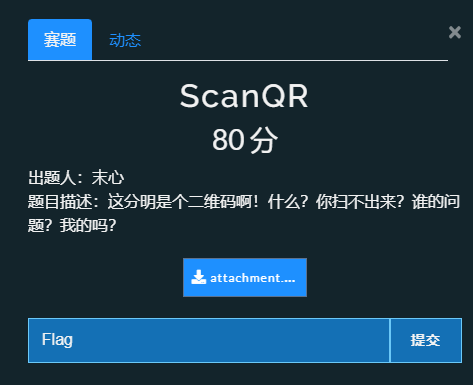 赛题 动态 ×
ScanQR
80 分
出题人：末心
题目描述：这分明是个二维码啊！什么？你扫不出来？谁的问
题？我的吗？
attachment....
Flag 提交